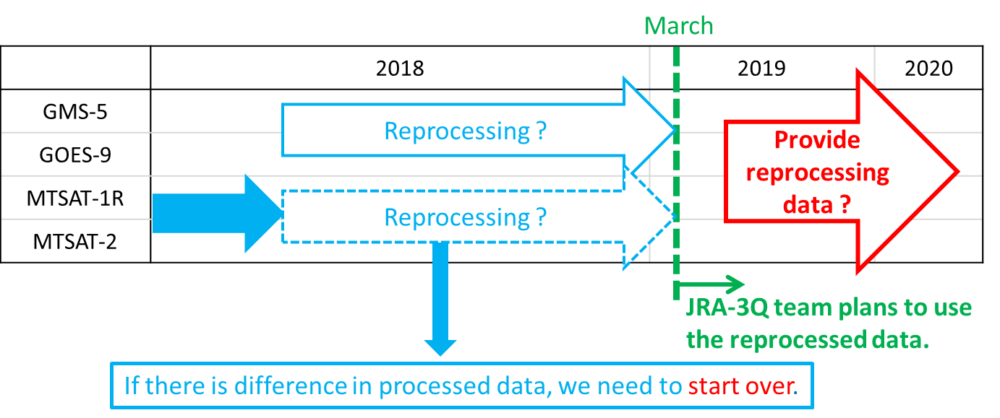 March
2018
2019
2020
GMS-5
GOES-9
MTSAT-1R
MTSAT-2
Reprocessing ?
Reprocessing ?
Provide
reprocessing
data ?
JRA-3Q team plans to use
the reprocessed data.
If there is difference in processed data, we need to start over.